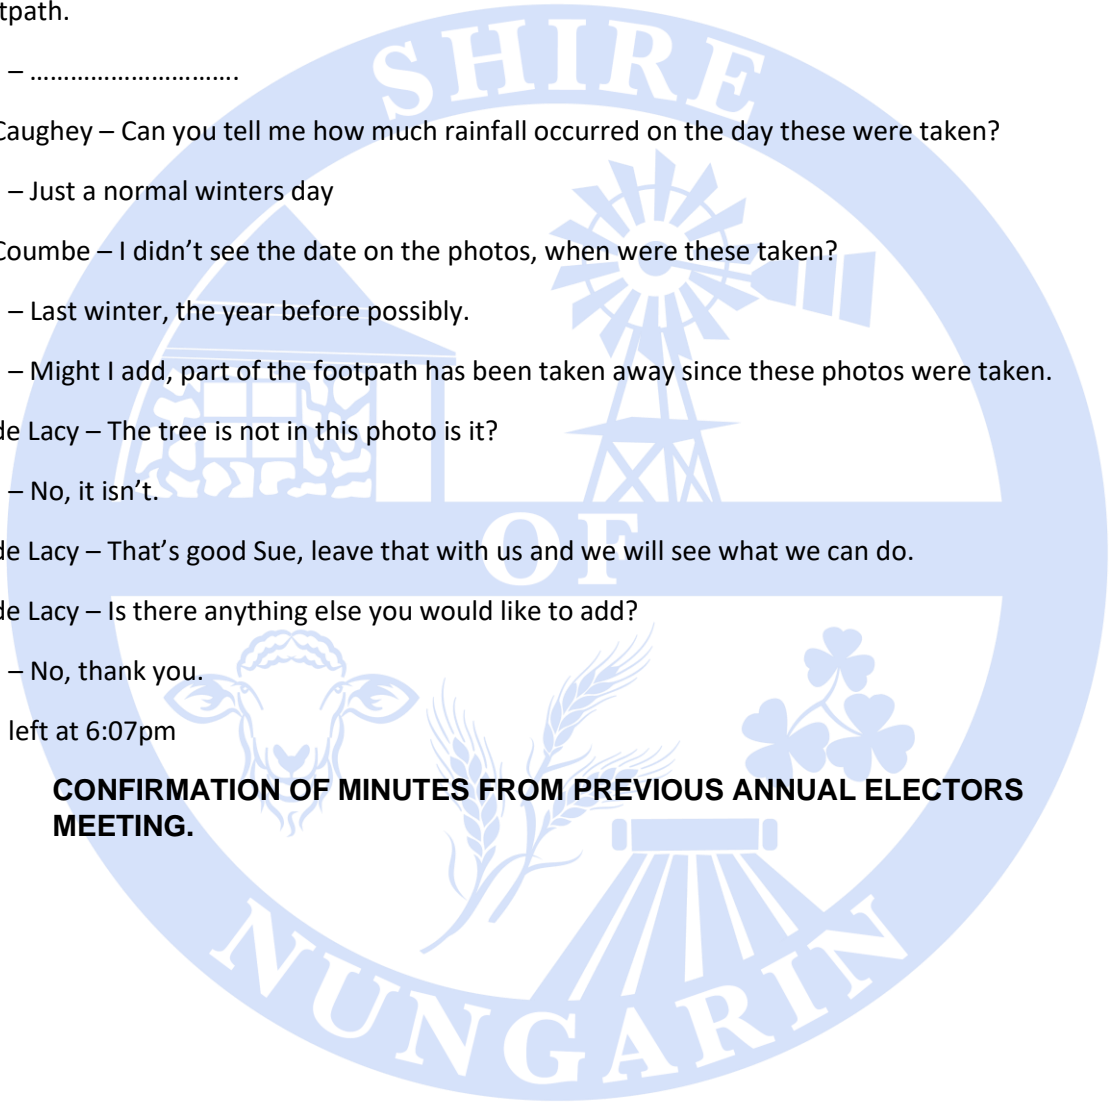 tpath.
– …………………………….
Caughey – Can you tell me how much rainfall occurred on the day these were taken?
– Just a normal winters day
Coumbe – I didn’t see the date on the photos, when were these taken?
– Last winter, the year before possibly.
– Might I add, part of the footpath has been taken away since these photos were taken.
de Lacy – The tree is not in this photo is it?
– No, it isn’t.
de Lacy – That’s good Sue, leave that with us and we will see what we can do.
de Lacy – Is there anything else you would like to add?
– No, thank you.
left at 6:07pm
CONFIRMATION OF MINUTES FROM PREVIOUS ANNUAL ELECTORS
MEETING.
SHIRE
OF
NUNGARIN